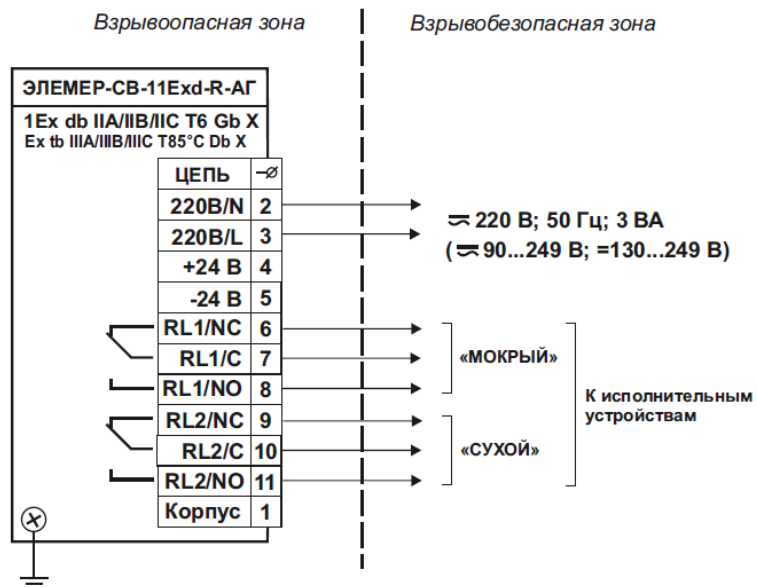 Взрывоопасная зона
Взрывобезопасная зона
ЭЛЕМЕР-СВ-11Exd-R-АГ
1Ex db IIA/IIB/IIC T6 Gb X
Ex tb IIIA/IIIB/IIIC T85°C Db X
ЦЕПЬ
220В/N 2
220В/L 3
+24 В 4
-24 В 5
RL1/NC 6
RL1/C 7
RL1/NO 8
RL2/NC 9
RL2/C 10
RL2/NO 11
Корпус 1
220 В; 50 Гц; 3 ВА
(90...249 В; =130...249 В)
«МОКРЫЙ»
«СУХОЙ»
К исполнительным
устройствам